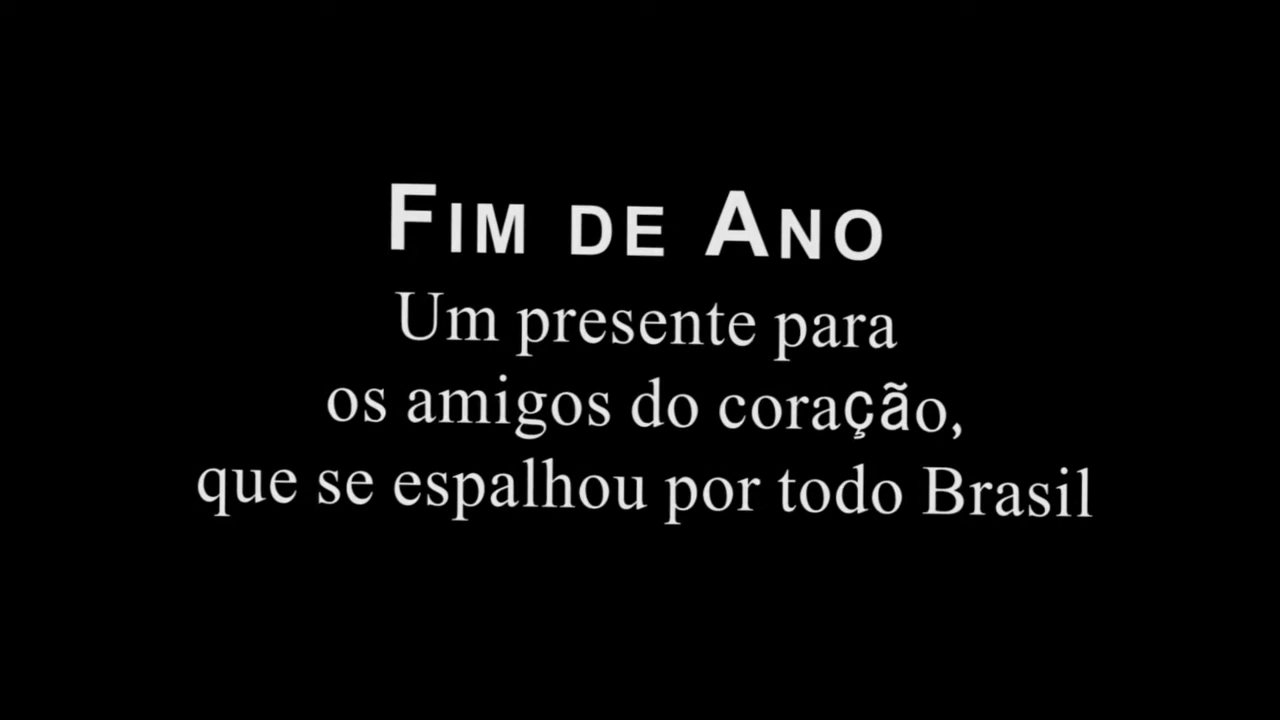 Fim de Ano
Um presente para
os amigos do coração,
que se espalhou por todo Brasil